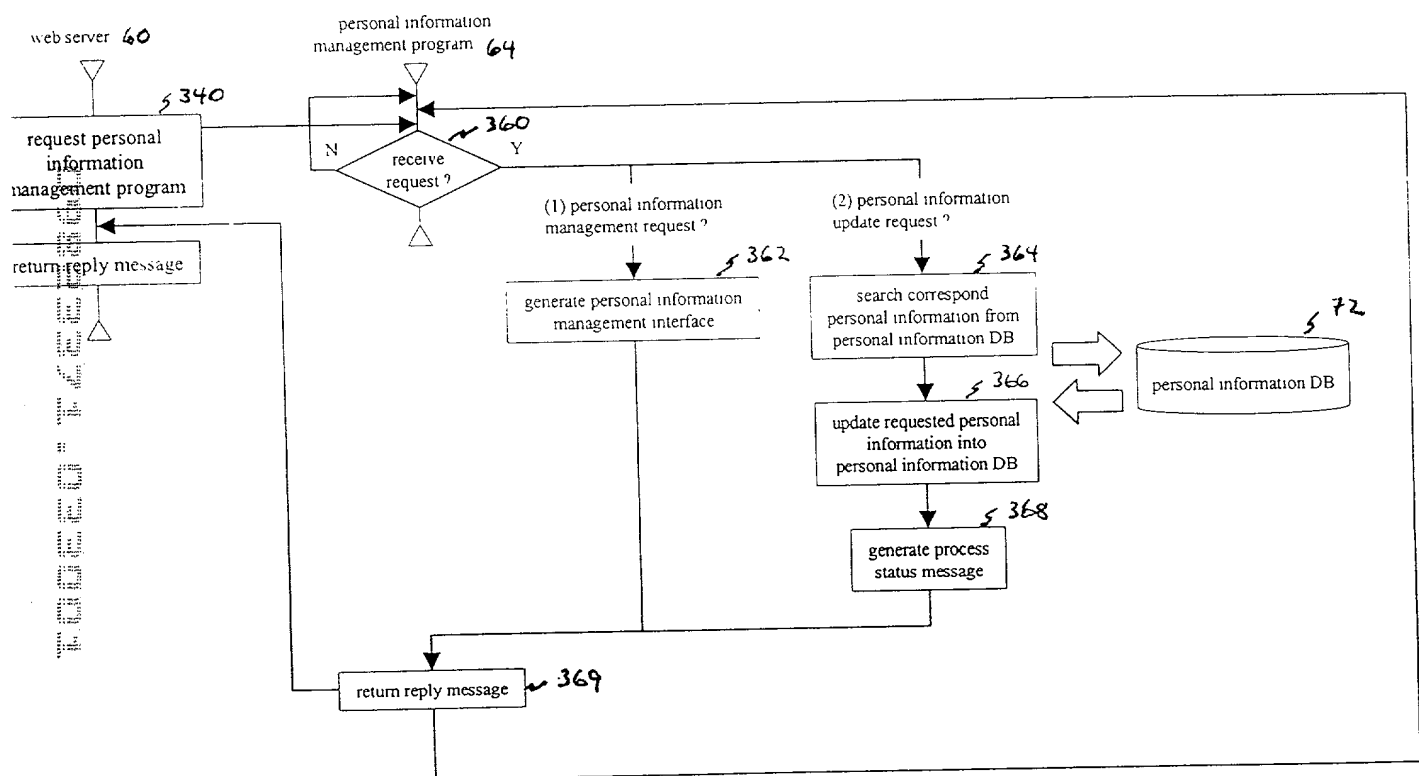 web server 60
personal information
management program 64
340
request personal
information
management program
return reply message
360
N
receive
request ?
Y
(1) personal information
management request ?
(2) personal information
update request ?
362
generate personal information
management interface
364
search correspond
personal information from
personal information DB
72
personal information DB
366
update requested personal
information into
personal information DB
368
generate process
status message
return reply message
369